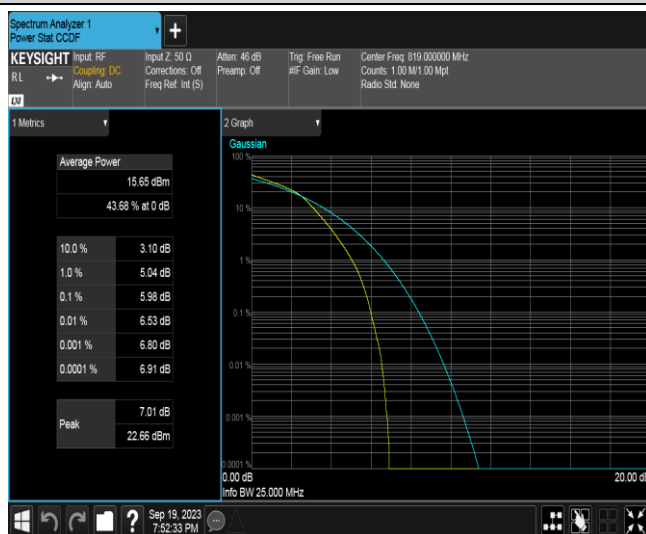 Spectrum Analyzer 1
Power Stat CCDF
+
KEYSIGHT
R L
LXI
Input: RF
Coupling: DC
Align: Auto
Input Z: 50 Ω
Corrections: Off
Freq Ref: Int (S)
Atten: 46 dB
Preamp: Off
Trig: Free Run
#IF Gain: Low
Center Freq: 819.000000 MHz
Counts: 1.00 M/1.00 Mpt
Radio Std: None
1 Metrics
Average Power
15.65 dBm
43.68 % at 0 dB
10.0 % 3.10 dB
1.0 % 5.04 dB
0.1 % 5.98 dB
0.01 % 6.53 dB
0.001 % 6.80 dB
0.0001 % 6.91 dB
Peak
7.01 dB
22.66 dBm
2 Graph
Gaussian
100 %
10 %
1 %
0.1 %
0.01 %
0.001 %
0.0001 %
0.00 dB
20.00 dB
Info BW 25.000 MHz
?
Sep 19, 2023
7:52:33 PM